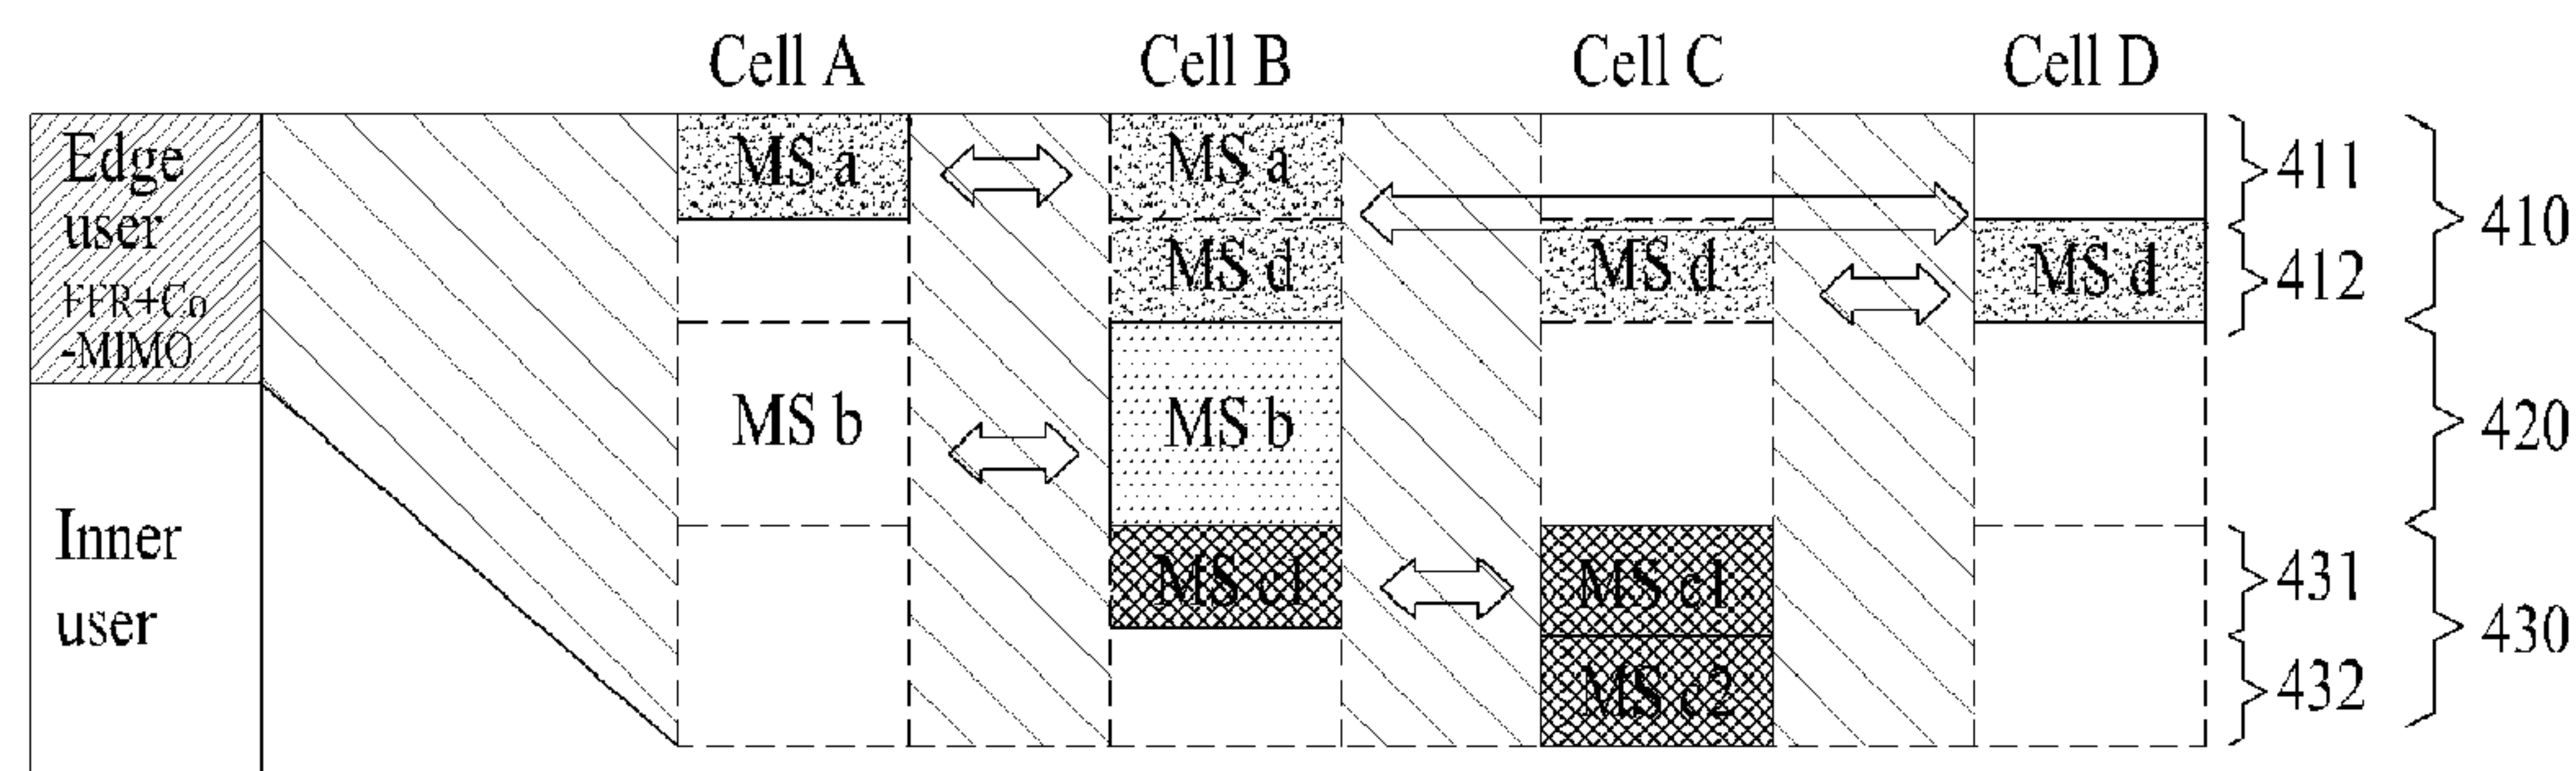 Cell A Cell B Cell C Cell D
Edge
user
FFR+Co
-MIMO
MS a MS a 411
410
MS d MS d MS d 412
MS b MS b 420
Inner
user
MS c1 MS c1 431
430
MS c2 432